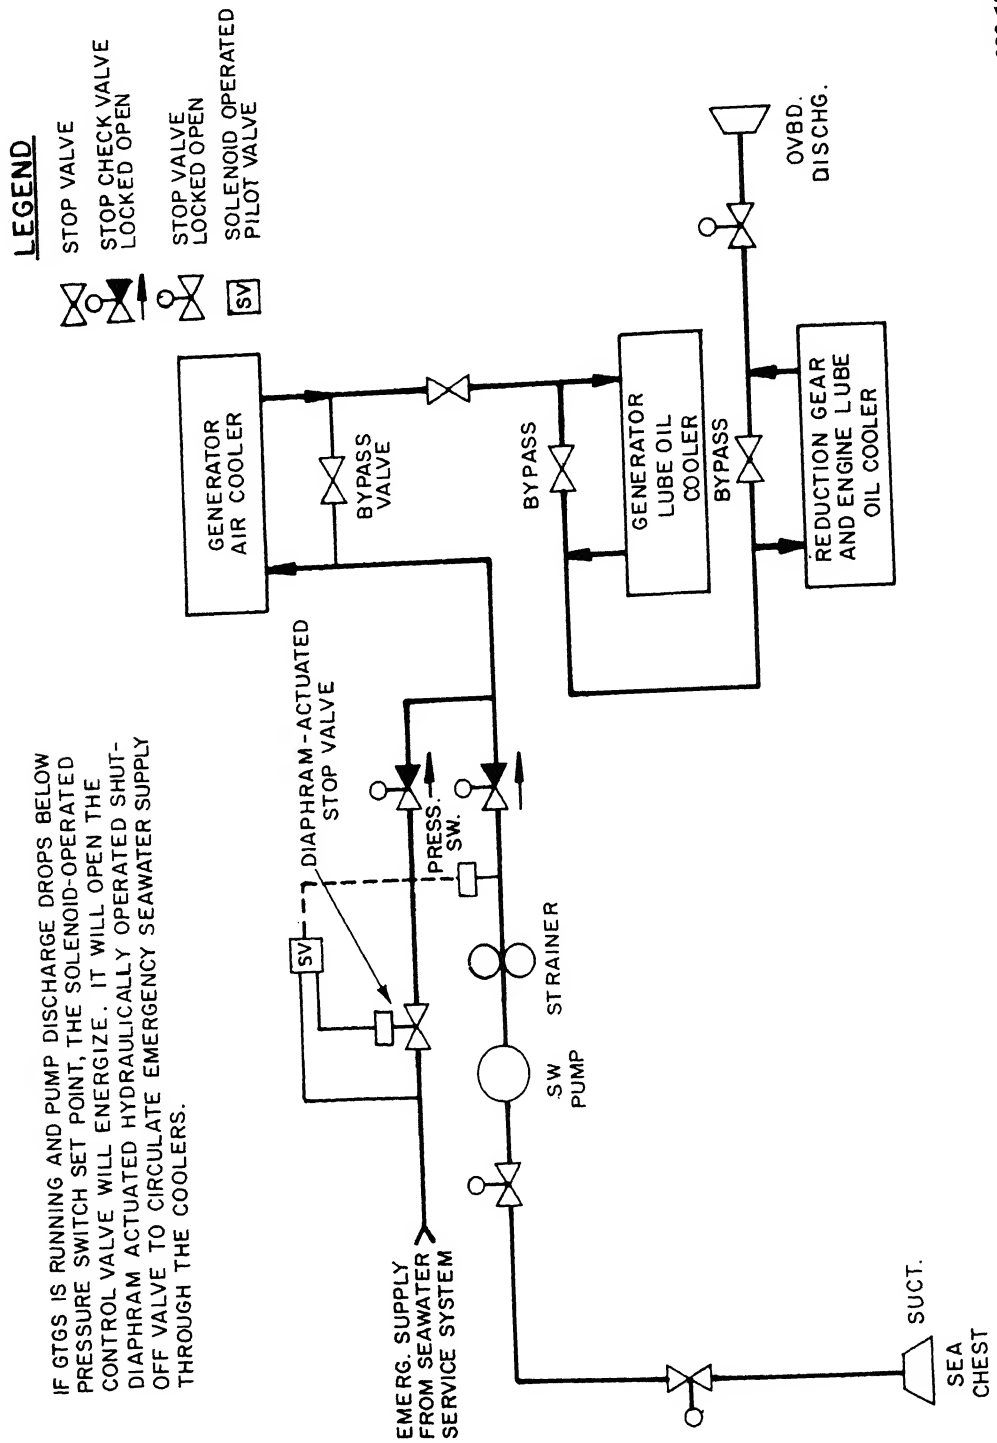 LEGEND
STOP VALVE
STOP CHECK VALVE
LOCKED OPEN
STOP VALVE
LOCKED OPEN
SV
SOLENOID OPERATED
PILOT VALVE
IF GTGS IS RUNNING AND PUMP DISCHARGE DROPS BELOW
PRESSURE SWITCH SET POINT, THE SOLENOID-OPERATED
CONTROL VALVE WILL ENERGIZE. IT WILL OPEN THE
DIAPHRAM ACTUATED HYDRAULICALLY OPERATED SHUT-
OFF VALVE TO CIRCULATE EMERGENCY SEAWATER SUPPLY
THROUGH THE COOLERS.
GENERATOR
AIR COOLER
BYPASS
VALVE
DIAPHRAM-ACTUATED
STOP VALVE
SV
PRESS.
SW.
STRAINER
SW
PUMP
EMERG. SUPPLY
FROM SEAWATER
SERVICE SYSTEM
BYPASS
GENERATOR
LUBE OIL
COOLER
BYPASS
REDUCTION GEAR
AND ENGINE LUBE
OIL COOLER
OVBD.
DISCHG.
SUCT.
SEA
CHEST